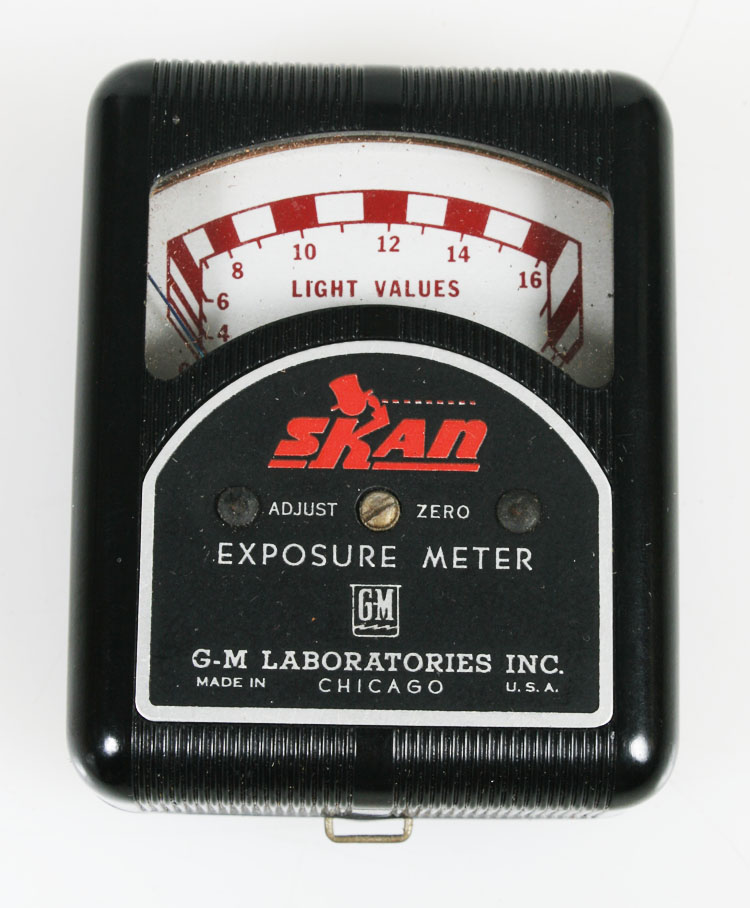 8 10 12 14 16
6
4
LIGHT VALUES
SKAN
ADJUST ZERO
EXPOSURE METER
G-M
G-M LABORATORIES INC.
MADE IN CHICAGO U.S.A.